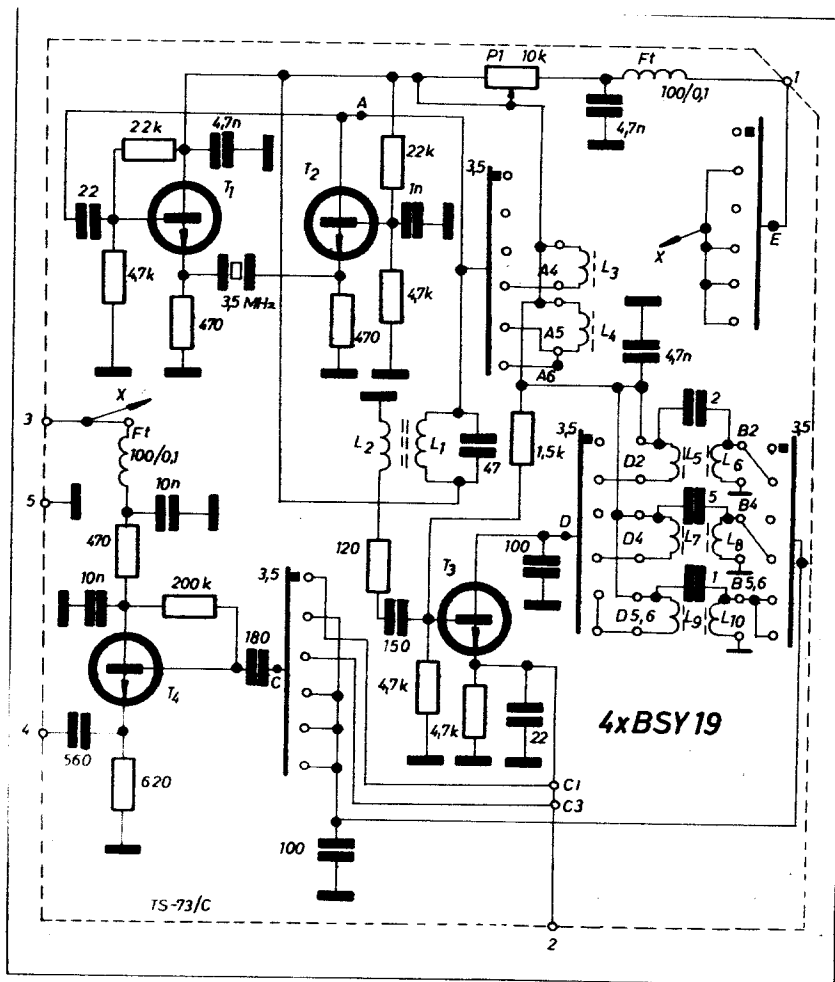 P1
10k
Ft
1
100/0,1
A
22k
4,7n
4,7n
T1
T2
22k
3,5
22
1n
E
X
A4
L3
4,7k
3,5 MHz
4,7k
A5
L4
470
470
4,7n
A6
2
X
3
Ft
3,5
B2
3,5
100/0,1
L2
L1
47
1,5k
D2
L5
L6
5
10n
5
B4
D
D4
L7
L8
470
120
T3
100
1
10n
200k
3,5
B5,6
D5,6
L9
L10
150
180
T4
C
4,7k
4
4,7k
22
4xBSY19
560
620
C1
C3
100
TS-73/C
2